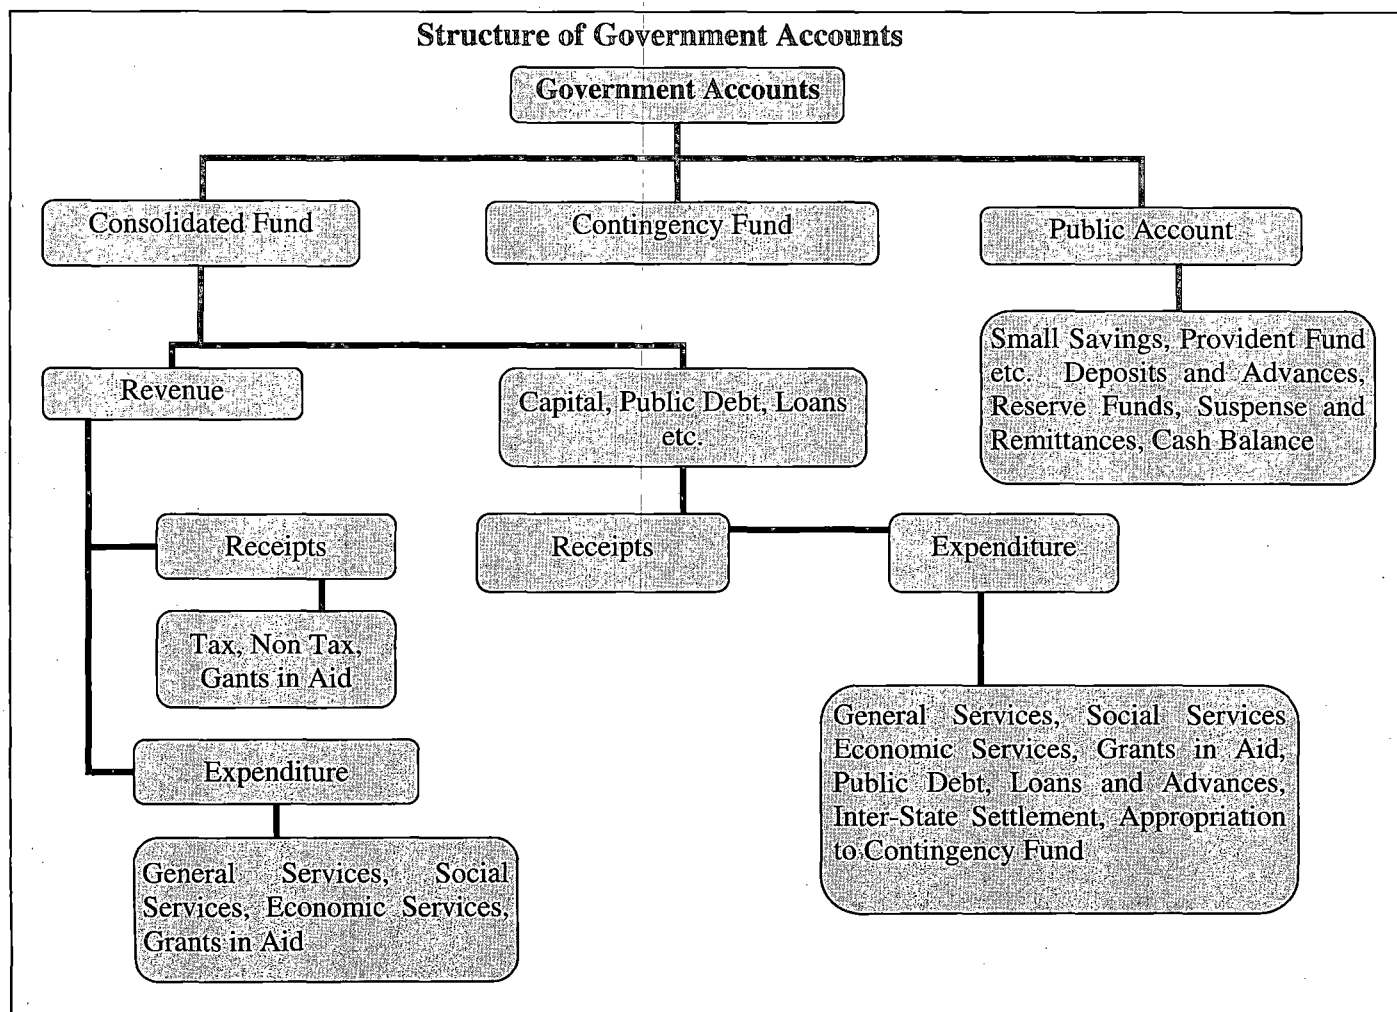 Structure of Government Accounts
Government Accounts
Consolidated Fund
Contingency Fund
Public Account
Small Savings, Provident Fund
etc. Deposits and Advances,
Reserve Funds, Suspense and
Remittances, Cash Balance
Revenue
Capital, Public Debt, Loans
etc.
Receipts
Receipts
Expenditure
Tax, Non Tax,
Gants in Aid
General Services, Social Services
Economic Services, Grants in Aid,
Public Debt, Loans and Advances,
Inter-State Settlement, Appropriation
to Contingency Fund
Expenditure
General Services, Social
Services, Economic Services,
Grants in Aid